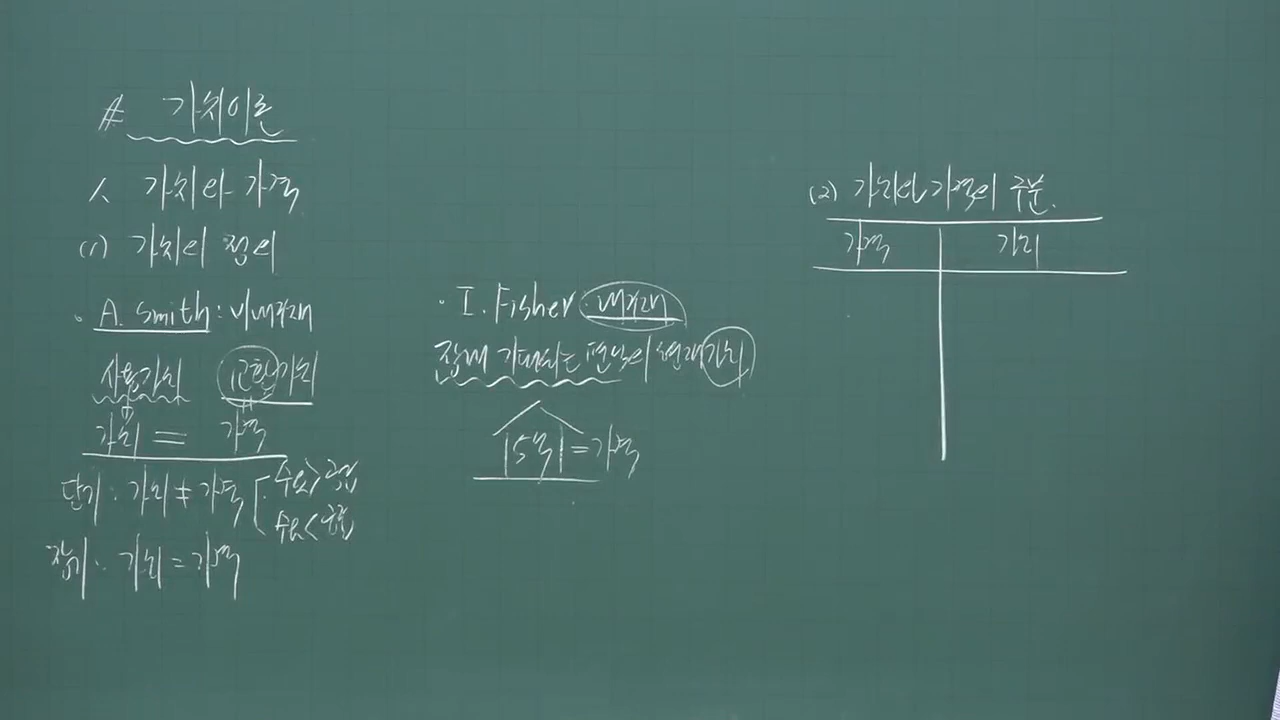 # 가치이론
1. 가치와 가격
(1) 가치의 정의
· A. Smith : 비내구재
사용가치 교환가치
가치 = 가격
단기 : 가치 ≠ 가격
수요 > 공급
수요 < 공급
장기 : 가치 = 가격
· I. Fisher : 내구재
장래 기대되는 편익의 현재가치
5억 = 가격
(2) 가치와 가격의 구분.
가격 가치